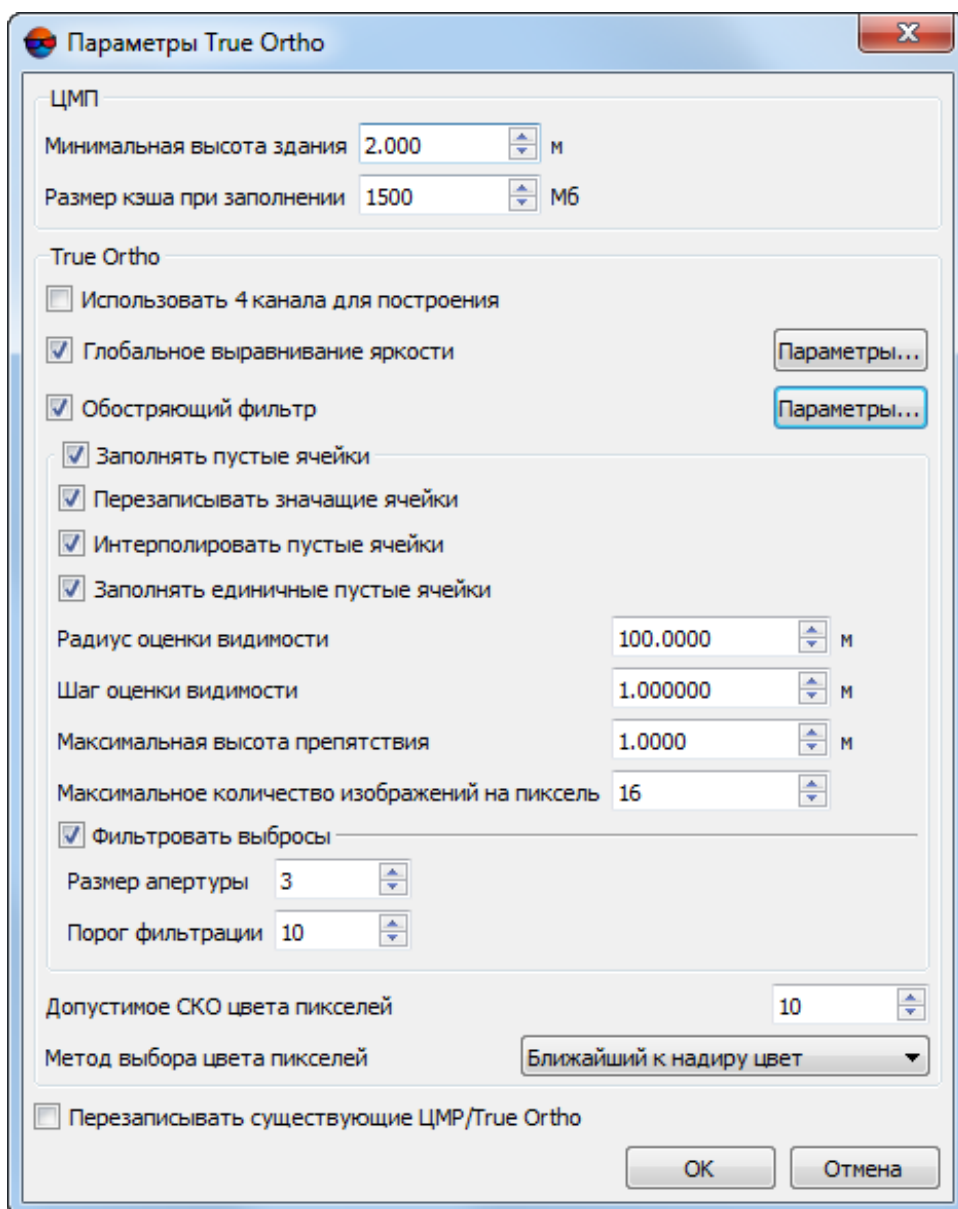 Параметры True Ortho
ЦМП
Минимальная высота здания 2.000 м
Размер кэша при заполнении 1500 Мб
True Ortho
Использовать 4 канала для построения
Глобальное выравнивание яркости Параметры...
Обостряющий фильтр Параметры...
Заполнять пустые ячейки
Перезаписывать значащие ячейки
Интерполировать пустые ячейки
Заполнять единичные пустые ячейки
Радиус оценки видимости 100.0000 м
Шаг оценки видимости 1.000000 м
Максимальная высота препятствия 1.0000 м
Максимальное количество изображений на пиксель 16
Фильтровать выбросы
Размер апертуры 3
Порог фильтрации 10
Допустимое СКО цвета пикселей 10
Метод выбора цвета пикселей Ближайший к надиру цвет
Перезаписывать существующие ЦМР/True Ortho
OK Отмена